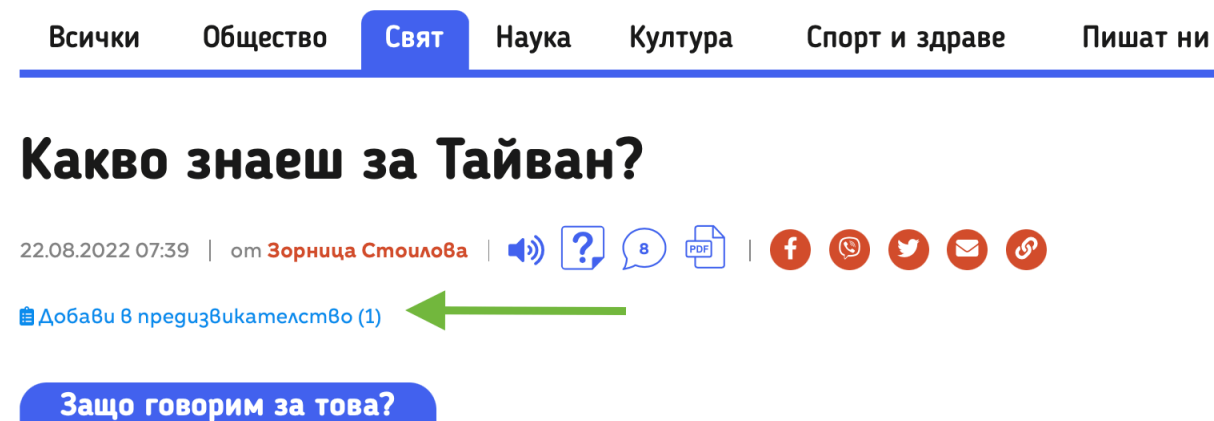 Всички Общество Свят Наука Култура Спорт и здраве Пишат ни
Какво знаеш за Тайван?
22.08.2022 07:39 | от Зорница Стоилова | ? 8 PDF |
Добави в предизвикателство (1)
Защо говорим за това?